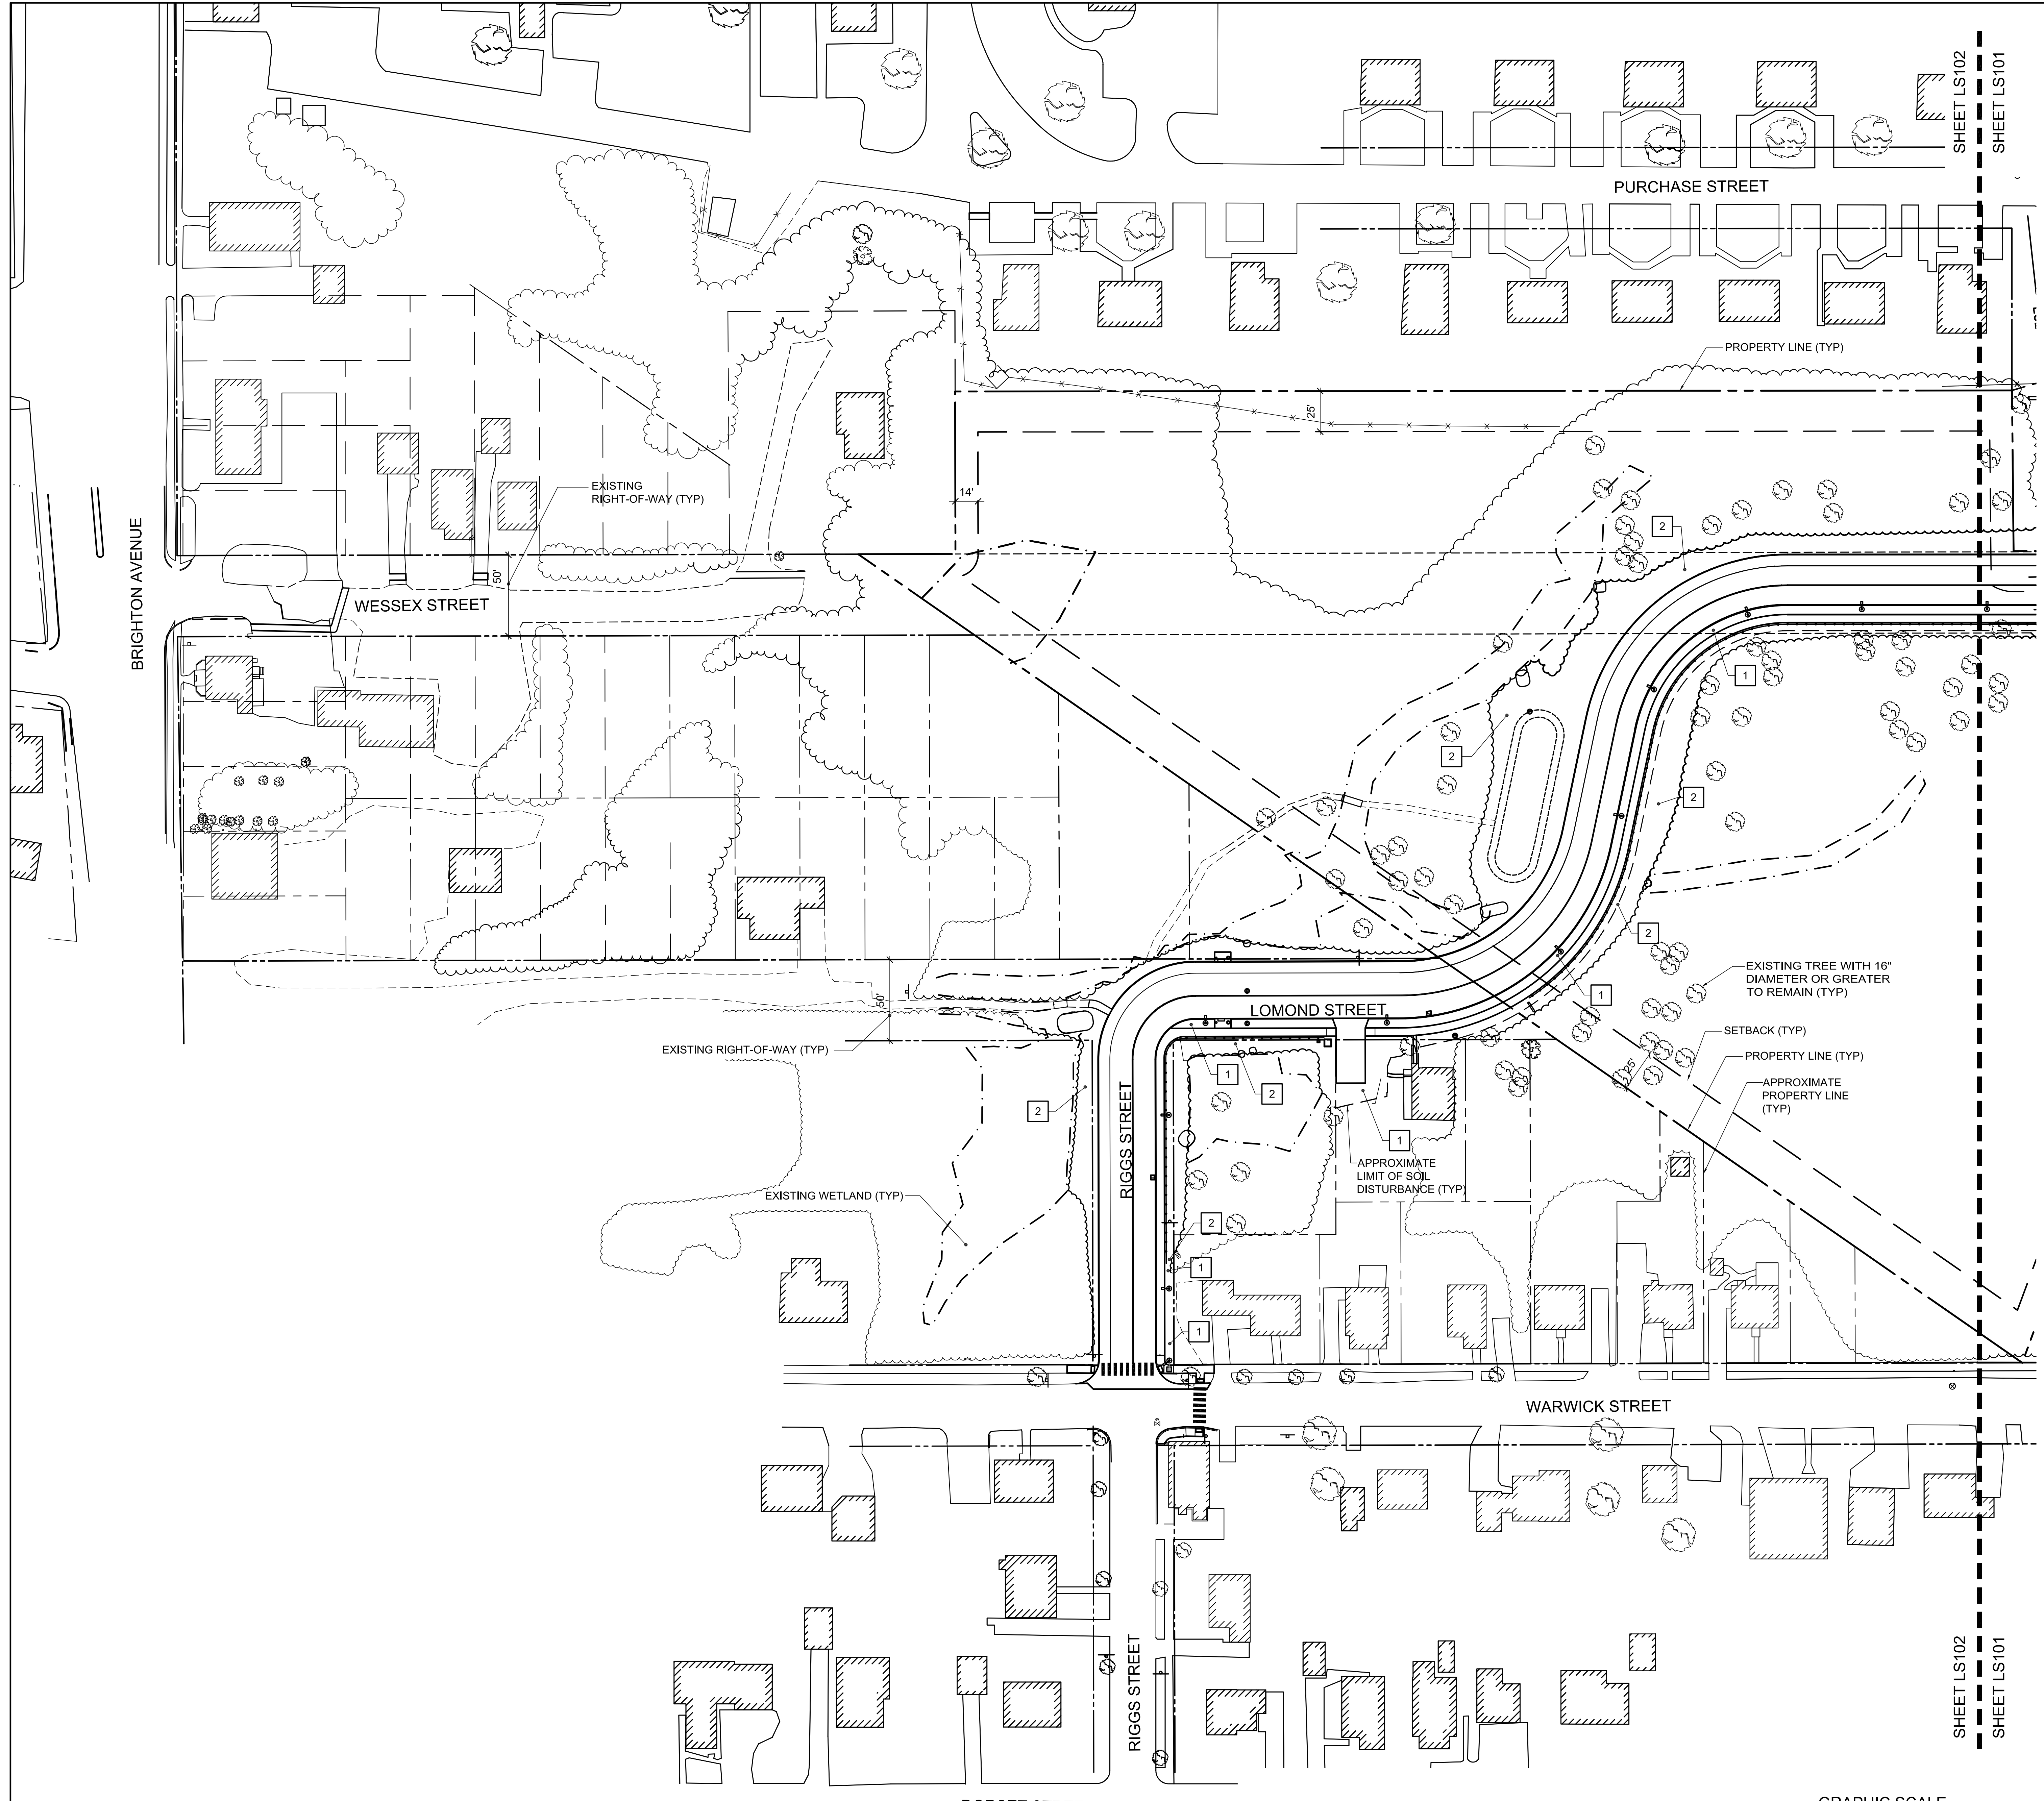 SHEET LS102
SHEET LS101
PURCHASE STREET
PROPERTY LINE (TYP)
25'
EXISTING
RIGHT-OF-WAY (TYP)
14'
2
BRIGHTON AVENUE
50'
WESSEX STREET
1
2
2
2
EXISTING TREE WITH 16"
DIAMETER OR GREATER
TO REMAIN (TYP)
1
50'
LOMOND STREET
SETBACK (TYP)
EXISTING RIGHT-OF-WAY (TYP)
PROPERTY LINE (TYP)
25'
1
APPROXIMATE
PROPERTY LINE
(TYP)
2
2
RIGGS STREET
1
APPROXIMATE
LIMIT OF SOIL
DISTURBANCE (TYP)
EXISTING WETLAND (TYP)
2
1
1
WARWICK STREET
RIGGS STREET
SHEET LS102
SHEET LS101
GRAPHIC SCALE